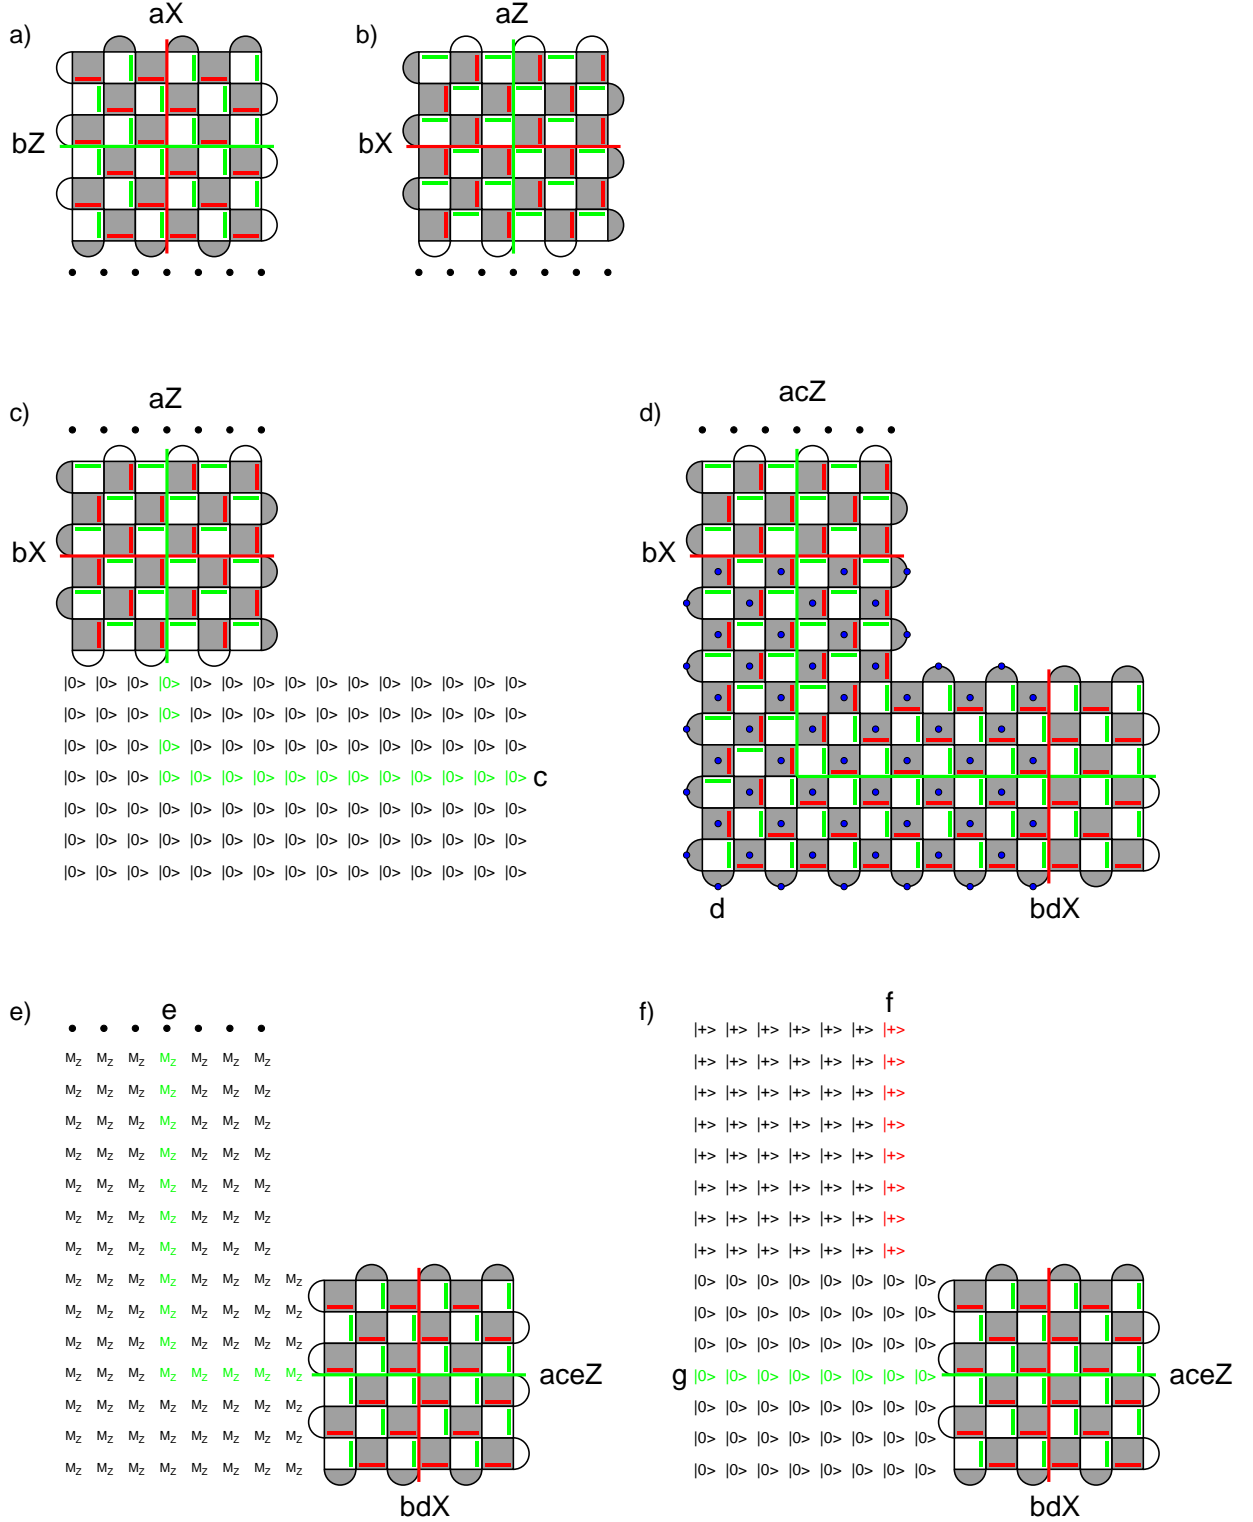 a)
aX
bZ
b)
aZ
bX
c)
aZ
bX
|0> |0> |0> |0> |0> |0> |0> |0> |0> |0> |0> |0> |0> |0> |0>
|0> |0> |0> |0> |0> |0> |0> |0> |0> |0> |0> |0> |0> |0> |0>
|0> |0> |0> |0> |0> |0> |0> |0> |0> |0> |0> |0> |0> |0> |0>
|0> |0> |0> |0> |0> |0> |0> |0> |0> |0> |0> |0> |0> |0> |0> c
|0> |0> |0> |0> |0> |0> |0> |0> |0> |0> |0> |0> |0> |0> |0>
|0> |0> |0> |0> |0> |0> |0> |0> |0> |0> |0> |0> |0> |0> |0>
|0> |0> |0> |0> |0> |0> |0> |0> |0> |0> |0> |0> |0> |0> |0>
d)
acZ
bX
d
bdX
e)
e
MZ MZ MZ MZ MZ MZ MZ
MZ MZ MZ MZ MZ MZ MZ
MZ MZ MZ MZ MZ MZ MZ
MZ MZ MZ MZ MZ MZ MZ
MZ MZ MZ MZ MZ MZ MZ
MZ MZ MZ MZ MZ MZ MZ
MZ MZ MZ MZ MZ MZ MZ
MZ MZ MZ MZ MZ MZ MZ MZ
MZ MZ MZ MZ MZ MZ MZ MZ
MZ MZ MZ MZ MZ MZ MZ MZ
MZ MZ MZ MZ MZ MZ MZ MZ aceZ
MZ MZ MZ MZ MZ MZ MZ MZ
MZ MZ MZ MZ MZ MZ MZ MZ
MZ MZ MZ MZ MZ MZ MZ MZ
bdX
f)
f
|+> |+> |+> |+> |+> |+> |+>
|+> |+> |+> |+> |+> |+> |+>
|+> |+> |+> |+> |+> |+> |+>
|+> |+> |+> |+> |+> |+> |+>
|+> |+> |+> |+> |+> |+> |+>
|+> |+> |+> |+> |+> |+> |+>
|+> |+> |+> |+> |+> |+> |+>
|+> |+> |+> |+> |+> |+> |+>
|0> |0> |0> |0> |0> |0> |0> |0>
|0> |0> |0> |0> |0> |0> |0> |0>
|0> |0> |0> |0> |0> |0> |0> |0>
g |0> |0> |0> |0> |0> |0> |0> |0> aceZ
|0> |0> |0> |0> |0> |0> |0> |0>
|0> |0> |0> |0> |0> |0> |0> |0>
|0> |0> |0> |0> |0> |0> |0> |0>
bdX